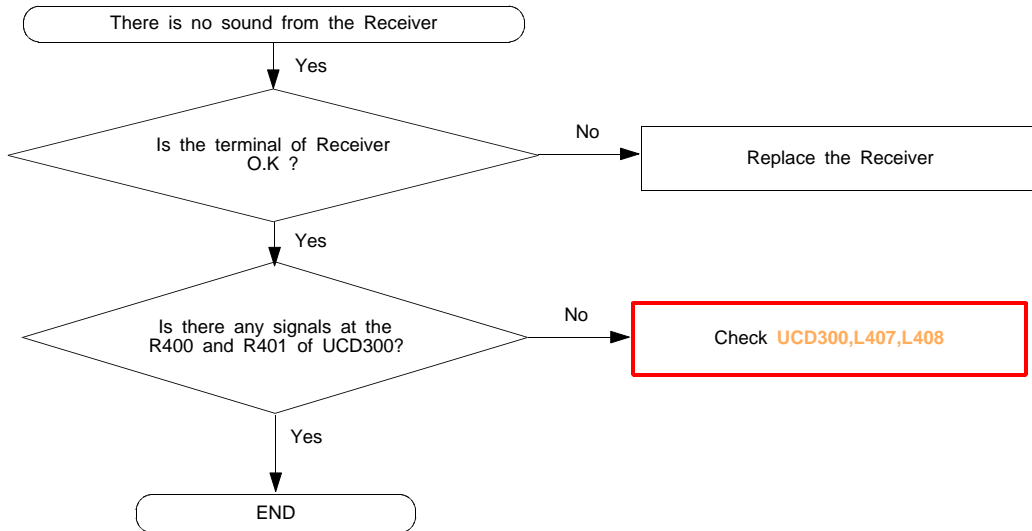 There is no sound from the Receiver
Yes
Is the terminal of Receiver
O.K ?
No
Replace the Receiver
Yes
Is there any signals at the
R400 and R401 of UCD300?
No
Check UCD300,L407,L408
Yes
END